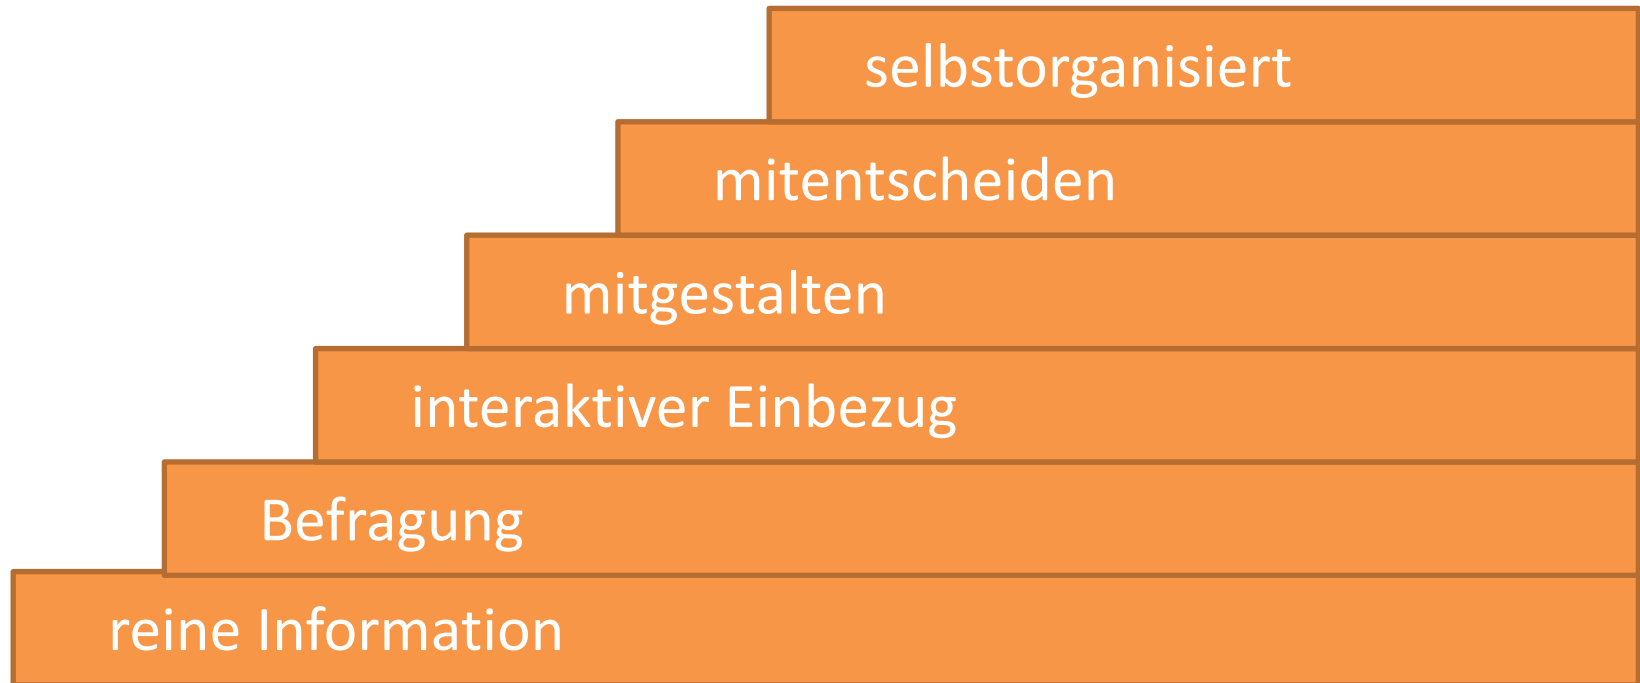 selbstorganisiert
mitentscheiden
mitgestalten
interaktiver Einbezug
Befragung
reine Information